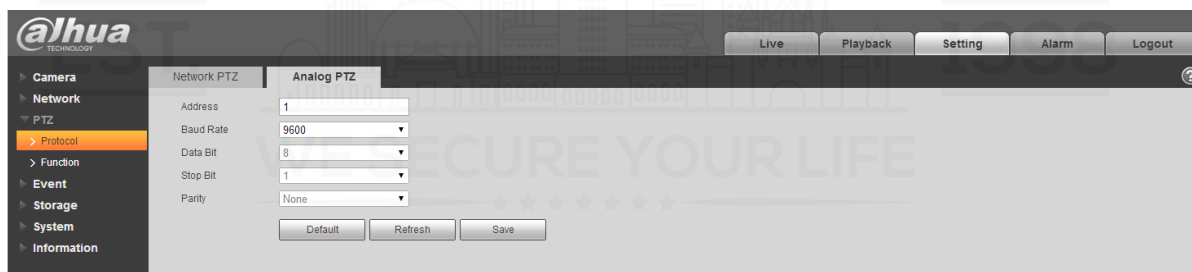 alhua
TECHNOLOGY
EST. 1998
Live Playback Setting Alarm Logout
Camera
Network
PTZ
> Protocol
> Function
Event
Storage
System
Information
Network PTZ Analog PTZ
?
Address 1
Baud Rate 9600
Data Bit 8
Stop Bit 1
Parity None
Default Refresh Save
WE SECURE YOUR LIFE